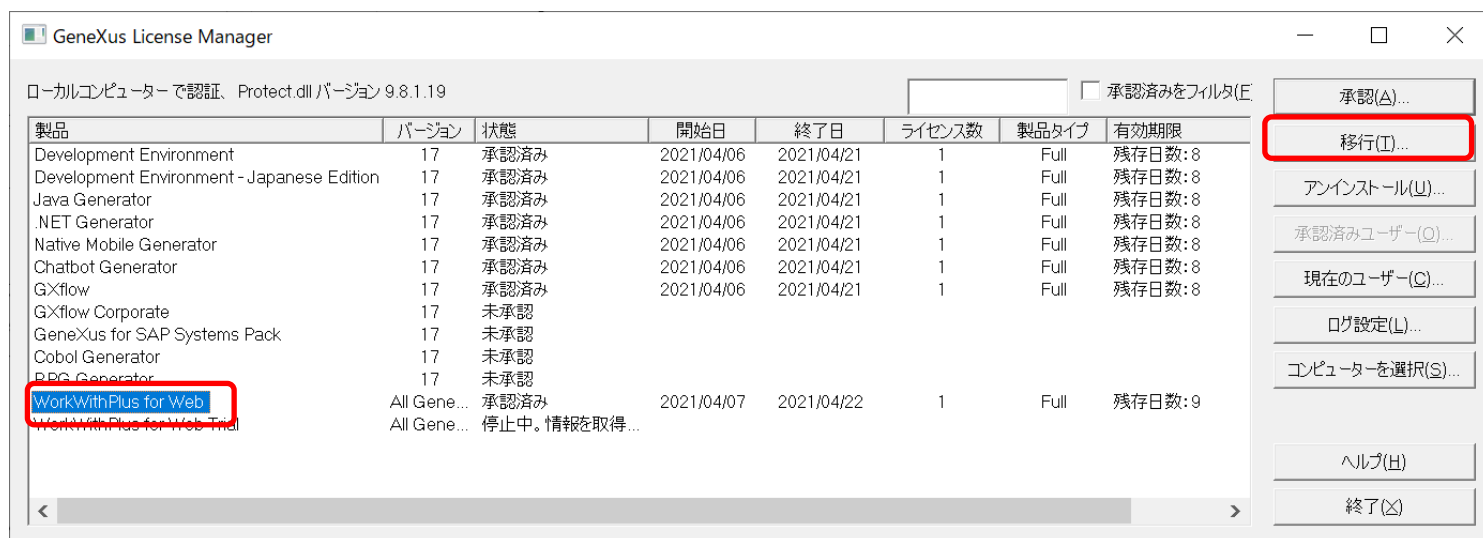 GeneXus License Manager
ローカルコンピューターで認証、Protect.dll バージョン 9.8.1.19
承認済みをフィルタ(F
製品 バージョン 状態 開始日 終了日 ライセンス数 製品タイプ 有効期限
Development Environment 17 承認済み 2021/04/06 2021/04/21 1 Full 残存日数:8
Development Environment - Japanese Edition 17 承認済み 2021/04/06 2021/04/21 1 Full 残存日数:8
Java Generator 17 承認済み 2021/04/06 2021/04/21 1 Full 残存日数:8
.NET Generator 17 承認済み 2021/04/06 2021/04/21 1 Full 残存日数:8
Native Mobile Generator 17 承認済み 2021/04/06 2021/04/21 1 Full 残存日数:8
Chatbot Generator 17 承認済み 2021/04/06 2021/04/21 1 Full 残存日数:8
GXflow 17 承認済み 2021/04/06 2021/04/21 1 Full 残存日数:8
GXflow Corporate 17 未承認
GeneXus for SAP Systems Pack 17 未承認
Cobol Generator 17 未承認
RPG Generator 17 未承認
WorkWithPlus for Web All Gene... 承認済み 2021/04/07 2021/04/22 1 Full 残存日数:9
WorkWithPlus for Web Trial All Gene... 停止中。情報を取得...
承認(A)...
移行(T)...
アンインストール(U)...
承認済みユーザー(O)...
現在のユーザー(C)...
ログ設定(L)...
コンピューターを選択(S)...
ヘルプ(H)
終了(X)